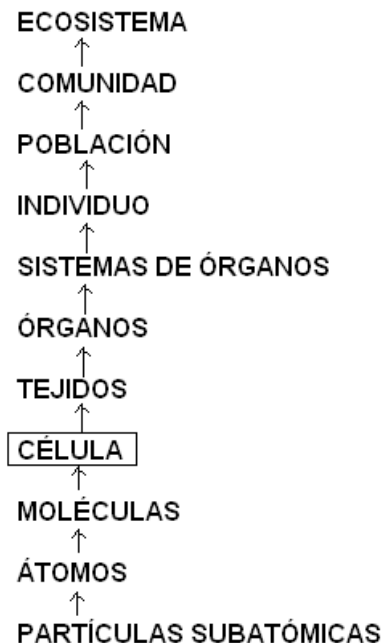 ECOSISTEMA
COMUNIDAD
POBLACIÓN
INDIVIDUO
SISTEMAS DE ÓRGANOS
ÓRGANOS
TEJIDOS
CÉLULA
MOLÉCULAS
ÁTOMOS
PARTÍCULAS SUBATÓMICAS